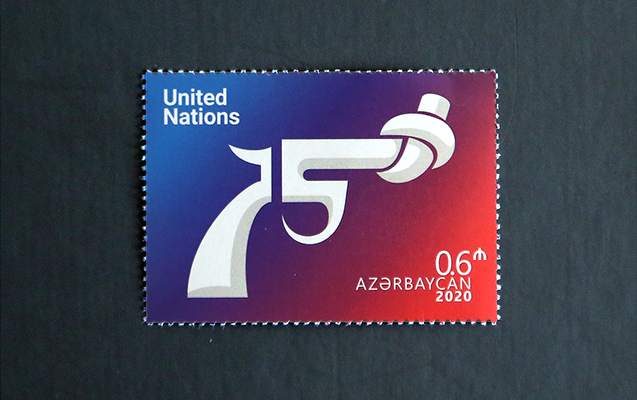 United
Nations
75
0.6₼
AZƏRBAYCAN
2020